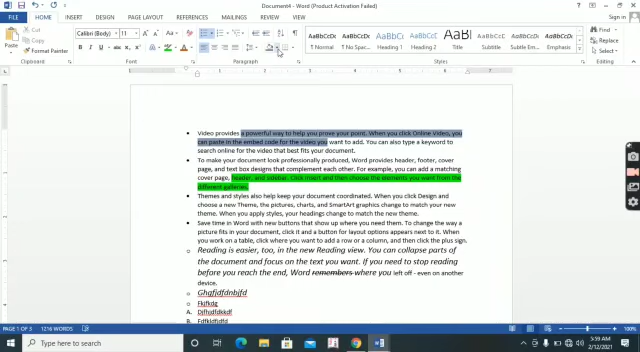 Document4 - Word (Product Activation Failed)
FILE HOME INSERT DESIGN PAGE LAYOUT REFERENCES MAILINGS REVIEW VIEW Sign in
Paste Cut Copy Format Painter
Calibri (Body) 11
AaBbCcDc AaBbCcDc AaBbCc AaBbCcC AaBl AaBbCcD AaBbCcDc AaBbCcDc
¶ Normal ¶ No Spac... Heading 1 Heading 2 Title Subtitle Subtle Em... Emphasis
Find Replace Select
Clipboard Font Paragraph Styles Editing
Video provides a powerful way to help you prove your point. When you click Online Video, you
can paste in the embed code for the video you want to add. You can also type a keyword to
search online for the video that best fits your document.
To make your document look professionally produced, Word provides header, footer, cover
page, and text box designs that complement each other. For example, you can add a matching
cover page, header, and sidebar. Click Insert and then choose the elements you want from the
different galleries.
Themes and styles also help keep your document coordinated. When you click Design and
choose a new Theme, the pictures, charts, and SmartArt graphics change to match your new
theme. When you apply styles, your headings change to match the new theme.
Save time in Word with new buttons that show up where you need them. To change the way a
picture fits in your document, click it and a button for layout options appears next to it. When
you work on a table, click where you want to add a row or a column, and then click the plus sign.
Reading is easier, too, in the new Reading view. You can collapse parts
of the document and focus on the text you want. If you need to stop reading
before you reach the end, Word remembers where you left off - even on another
device.
Fkjfkdg
A.
B.
PAGE 1 OF 3 1216 WORDS 100%
Type here to search
5:59 AM
2/12/2021